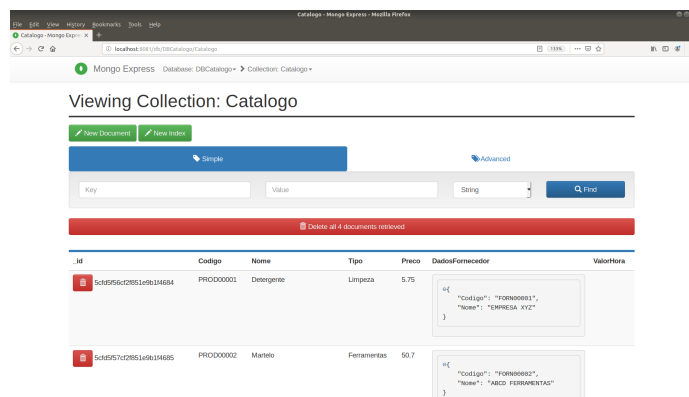 Catalogo - Mongo Express - Mozilla Firefox
File Edit View History Bookmarks Tools Help
Catalogo - Mongo Expre
localhost:8081/db/DBCatalogo/Catalogo
133%
Mongo Express Database: DBCatalogo Collection: Catalogo
Viewing Collection: Catalogo
New Document New Index
Simple Advanced
Key Value String Find
Delete all 4 documents retrieved
_id Codigo Nome Tipo Preco DadosFornecedor ValorHora
5cfd5f56cf2f851e9b1f4684 PROD00001 Detergente Limpeza 5.75
{
"Codigo": "FORN00001",
"Nome": "EMPRESA XYZ"
}
5cfd5f57cf2f851e9b1f4685 PROD00002 Martelo Ferramentas 50.7
{
"Codigo": "FORN00002",
"Nome": "ABCD FERRAMENTAS"
}